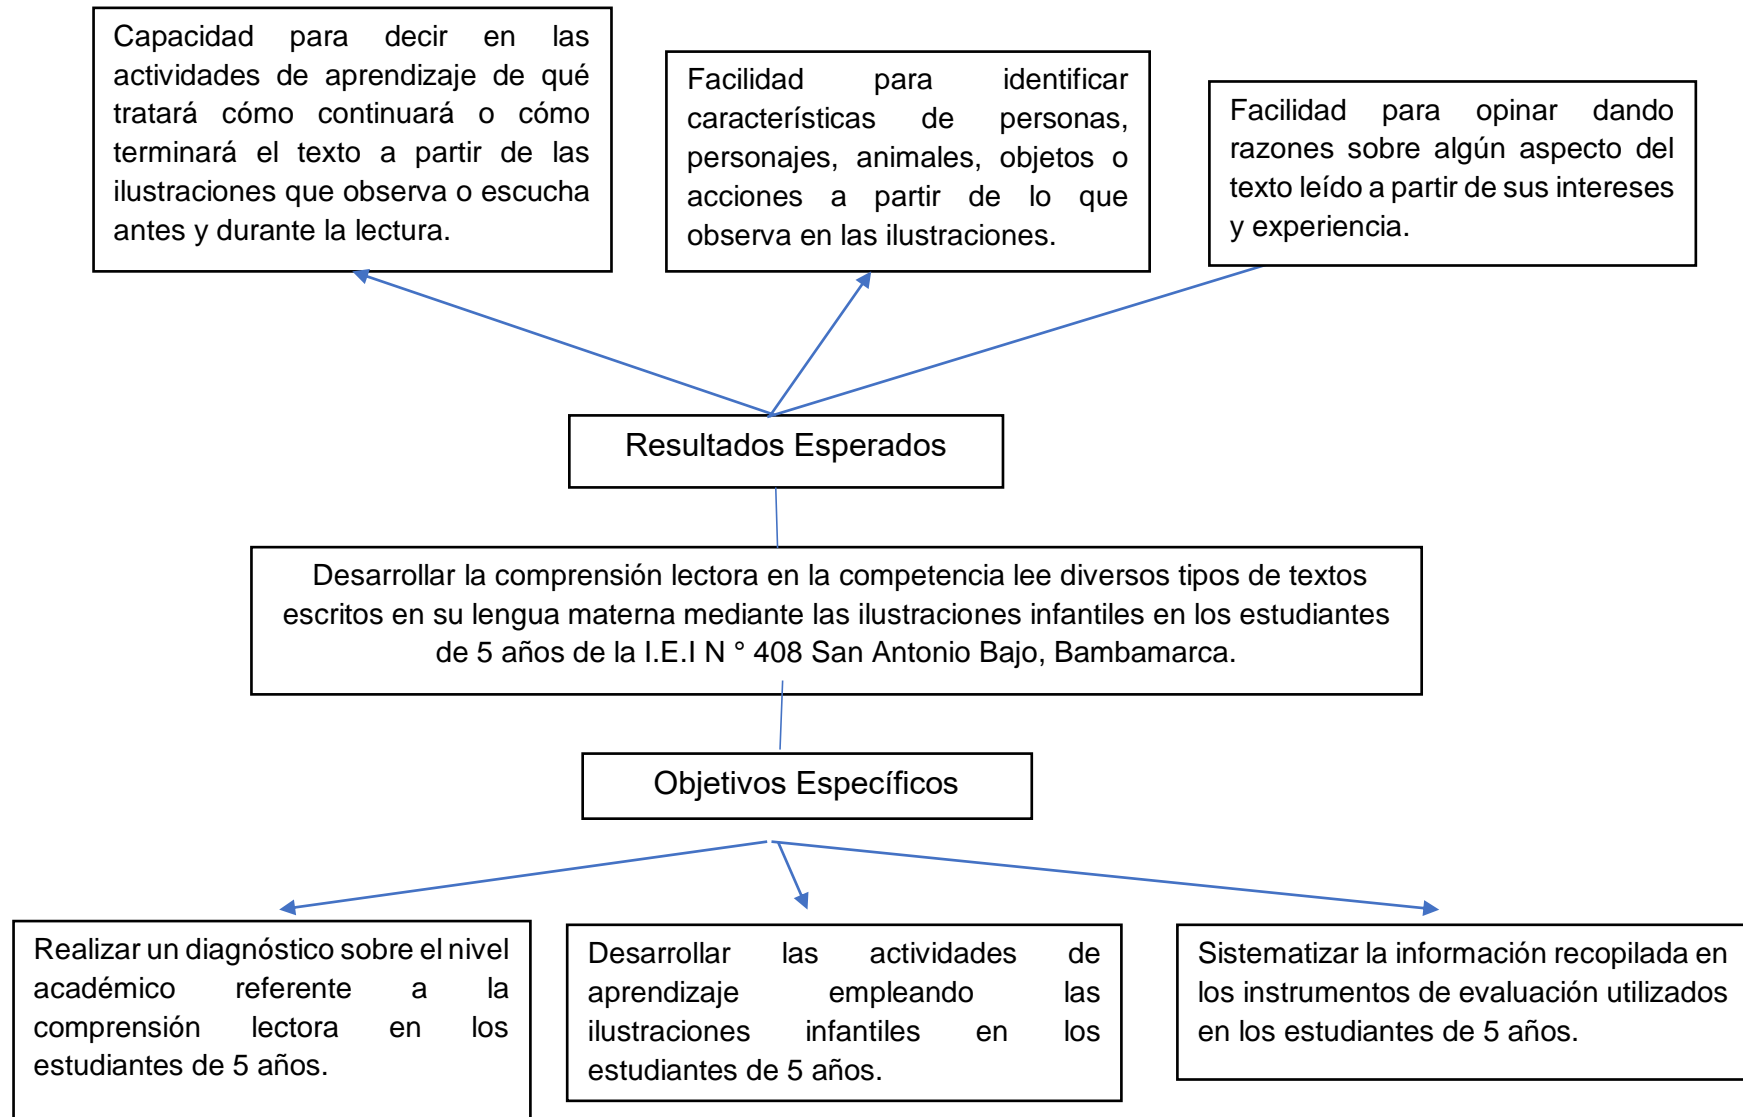 Capacidad para decir en las
actividades de aprendizaje de qué
tratará cómo continuará o cómo
terminará el texto a partir de las
ilustraciones que observa o escucha
antes y durante la lectura.
Facilidad para identificar
características de personas,
personajes, animales, objetos o
acciones a partir de lo que
observa en las ilustraciones.
Facilidad para opinar dando
razones sobre algún aspecto del
texto leído a partir de sus intereses
y experiencia.
Resultados Esperados
Desarrollar la comprensión lectora en la competencia lee diversos tipos de textos
escritos en su lengua materna mediante las ilustraciones infantiles en los estudiantes
de 5 años de la I.E.I N ° 408 San Antonio Bajo, Bambamarca.
Objetivos Específicos
Realizar un diagnóstico sobre el nivel
académico referente a la
comprensión lectora en los
estudiantes de 5 años.
Desarrollar las actividades de
aprendizaje empleando las
ilustraciones infantiles en los
estudiantes de 5 años.
Sistematizar la información recopilada en
los instrumentos de evaluación utilizados
en los estudiantes de 5 años.